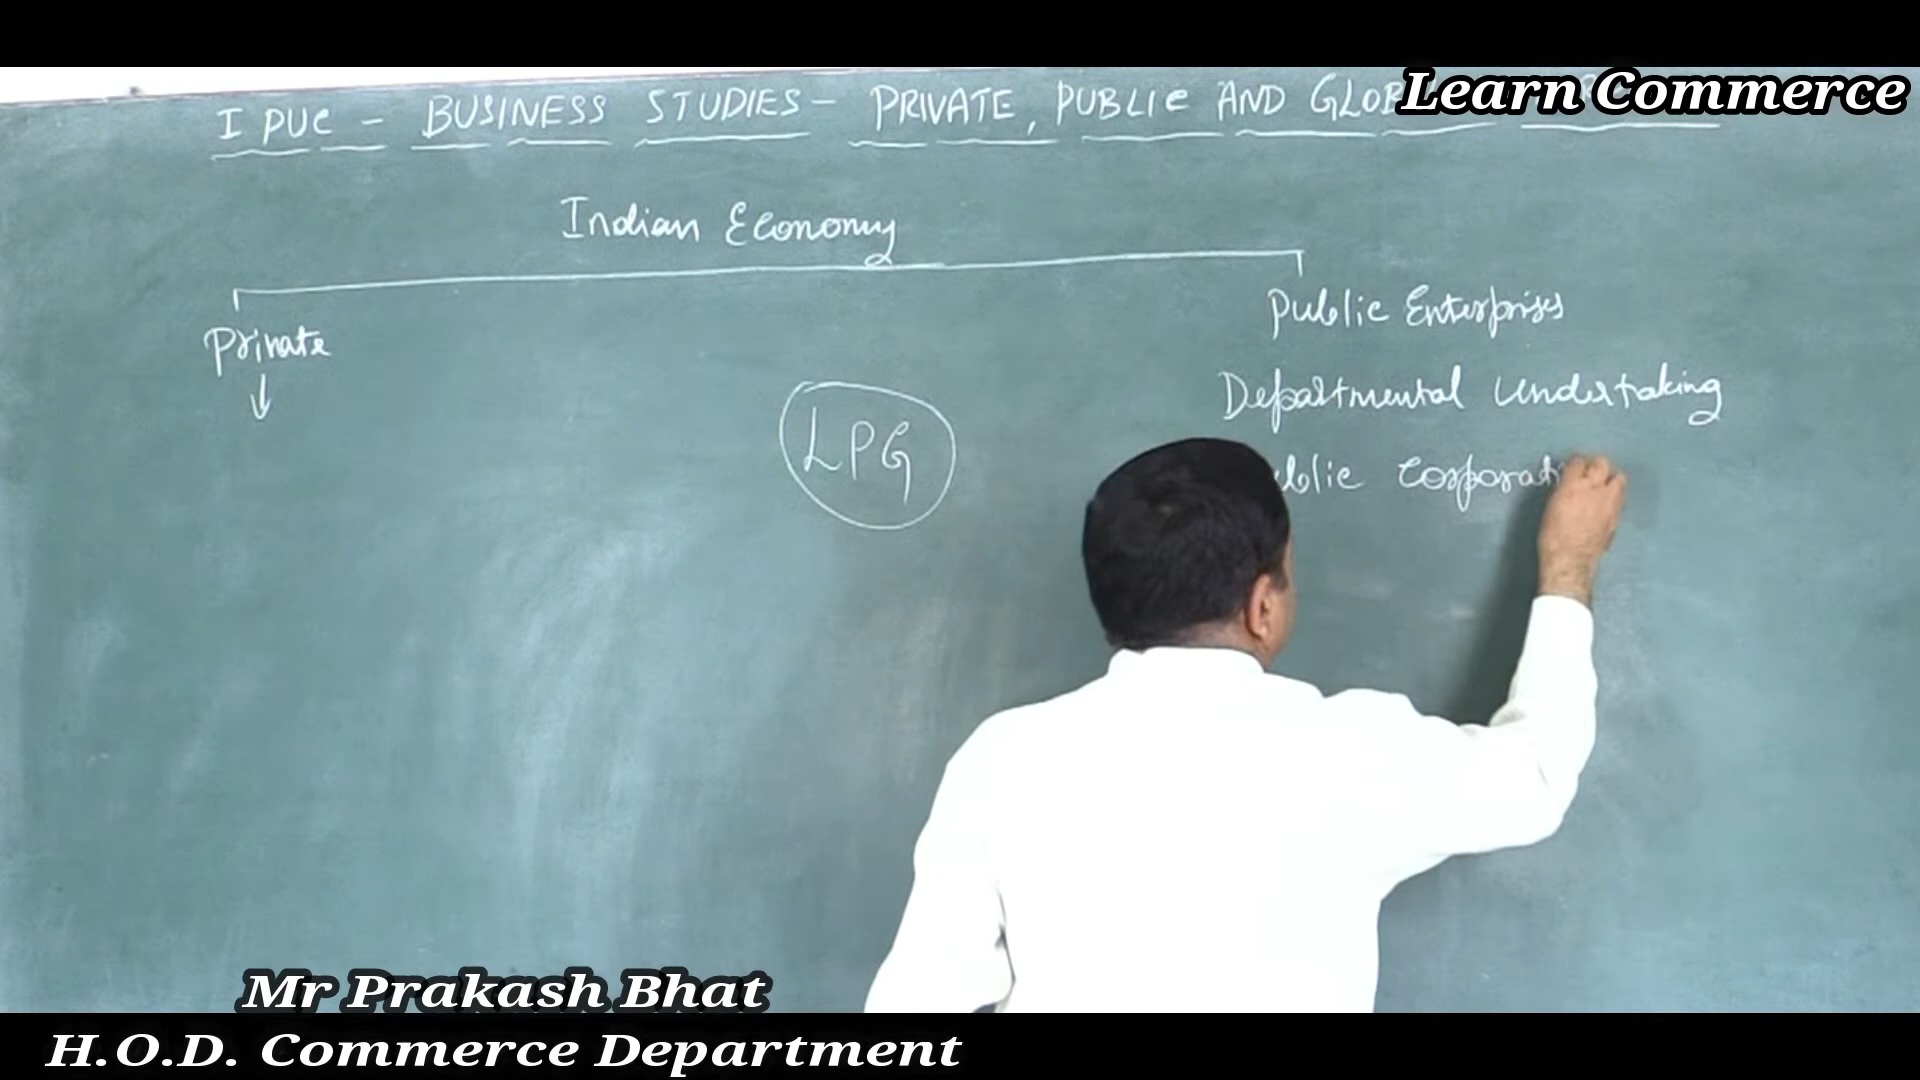 Learn Commerce
I PUC - BUSINESS STUDIES - PRIVATE, PUBLIC AND
Indian Economy
Private
Public Enterprises
Departmental Undertaking
LPG
Mr Prakash Bhat
H.O.D. Commerce Department